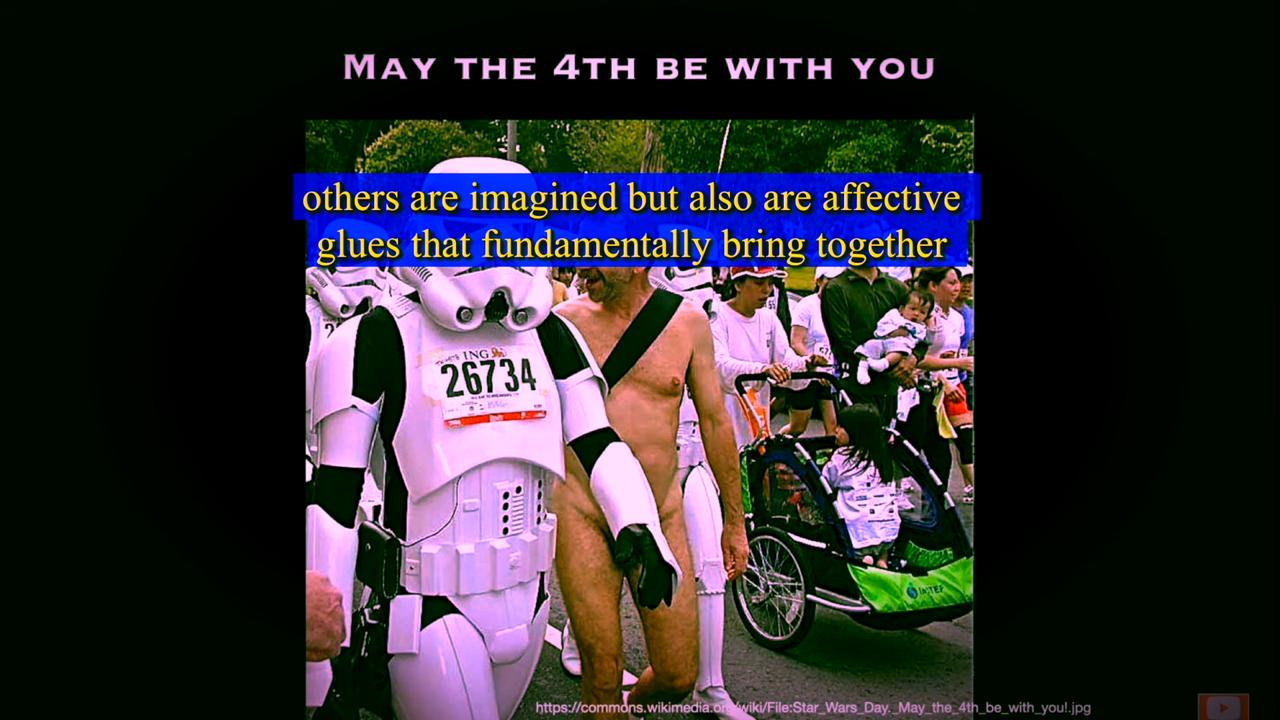 MAY THE 4TH BE WITH YOU
others are imagined but also are affective
glues that fundamentally bring together
ING
26734
INSTEP
https://commons.wikimedia.org/wiki/File:Star_Wars_Day._May_the_4th_be_with_you!.jpg